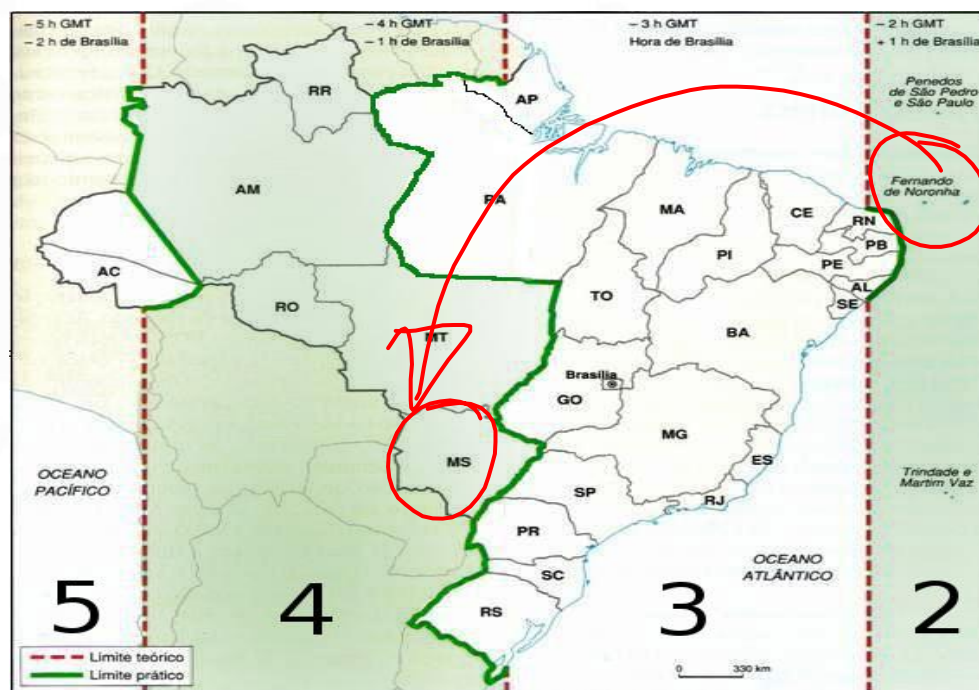 – 5 h GMT
– 2 h de Brasília
– 4 h GMT
– 1 h de Brasília
– 3 h GMT
Hora de Brasília
– 2 h GMT
+ 1 h de Brasília
Penedos
de São Pedro
e São Paulo
RR
AP
Fernando
de Noronha
AM
PA
MA
CE
RN
PB
PI
PE
AC
AL
SE
RO
TO
BA
MT
Brasília
GO
MG
MS
ES
SP
RJ
OCEANO
PACÍFICO
Trindade e
Martim Vaz
PR
OCEANO
ATLÂNTICO
SC
RS
5
4
3
2
Limite teórico
Limite prático
0 330 km